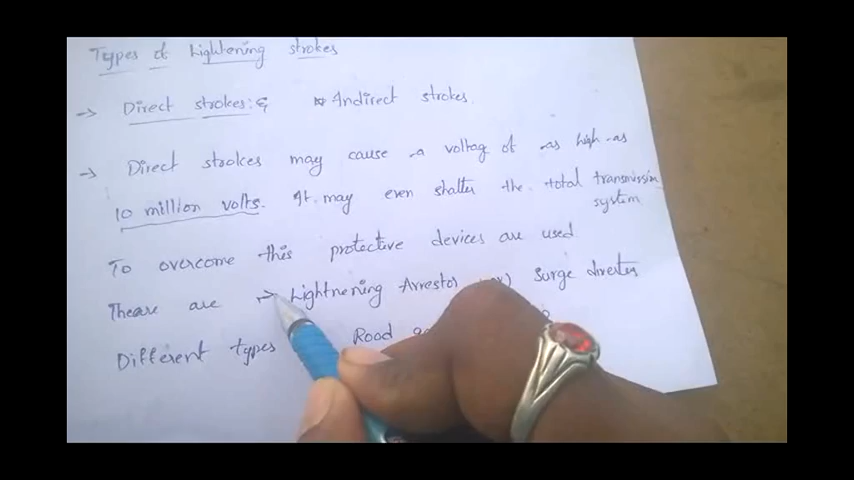 Types of Lightening strokes
→ Direct strokes: & Indirect strokes.
→ Direct strokes may cause a voltag of as high as
10 million volts. It may even shatter the total transmission
system
To overcome this protective devices are used
Theare are → Lightnening Arrestor surge diverter
Different types Road